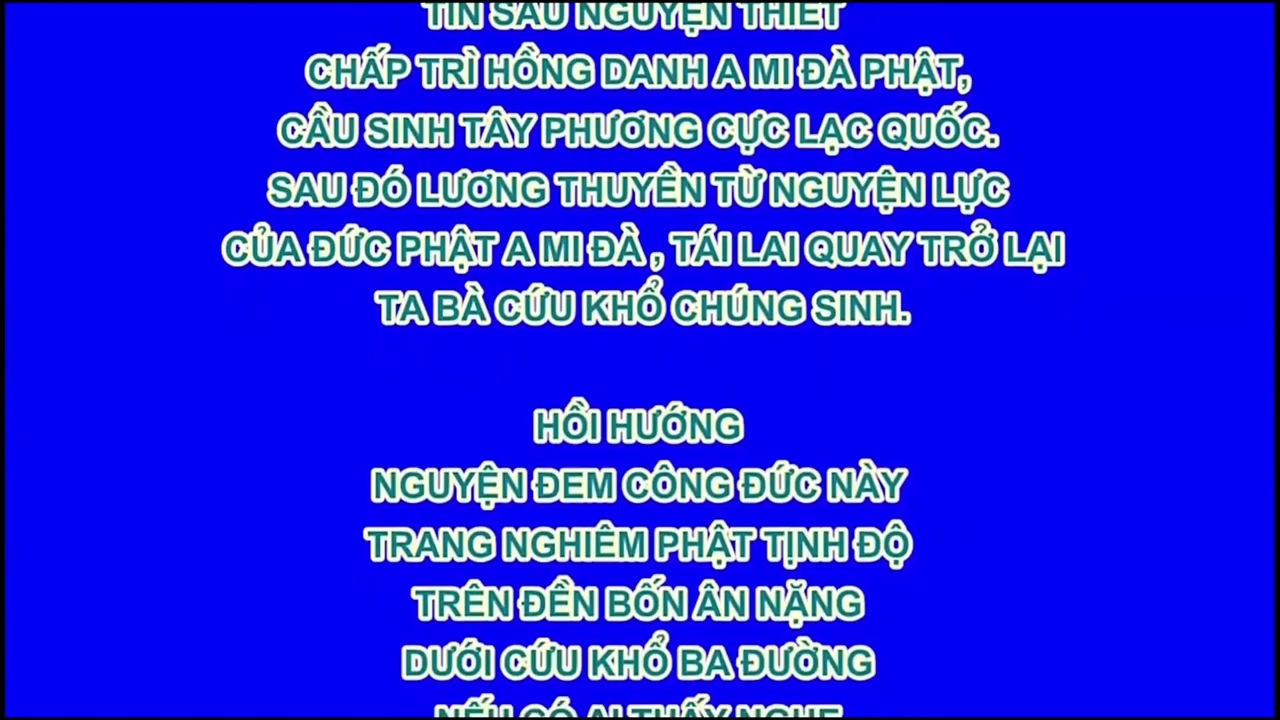 TÍN SÂU NGUYỆN THIẾT
CHẤP TRÌ HỒNG DANH A MI ĐÀ PHẬT,
CẦU SINH TÂY PHƯƠNG CỰC LẠC QUỐC.
SAU ĐÓ LƯƠNG THUYỀN TỪ NGUYỆN LỰC
CỦA ĐỨC PHẬT A MI ĐÀ , TÁI LAI QUAY TRỞ LẠI
TA BÀ CỨU KHỔ CHÚNG SINH.
HỒI HƯỚNG
NGUYỆN ĐEM CÔNG ĐỨC NÀY
TRANG NGHIÊM PHẬT TỊNH ĐỘ
TRÊN ĐỀN BỐN ÂN NẶNG
DƯỚI CỨU KHỔ BA ĐƯỜNG
NẾU CÓ AI THẤY NGHE